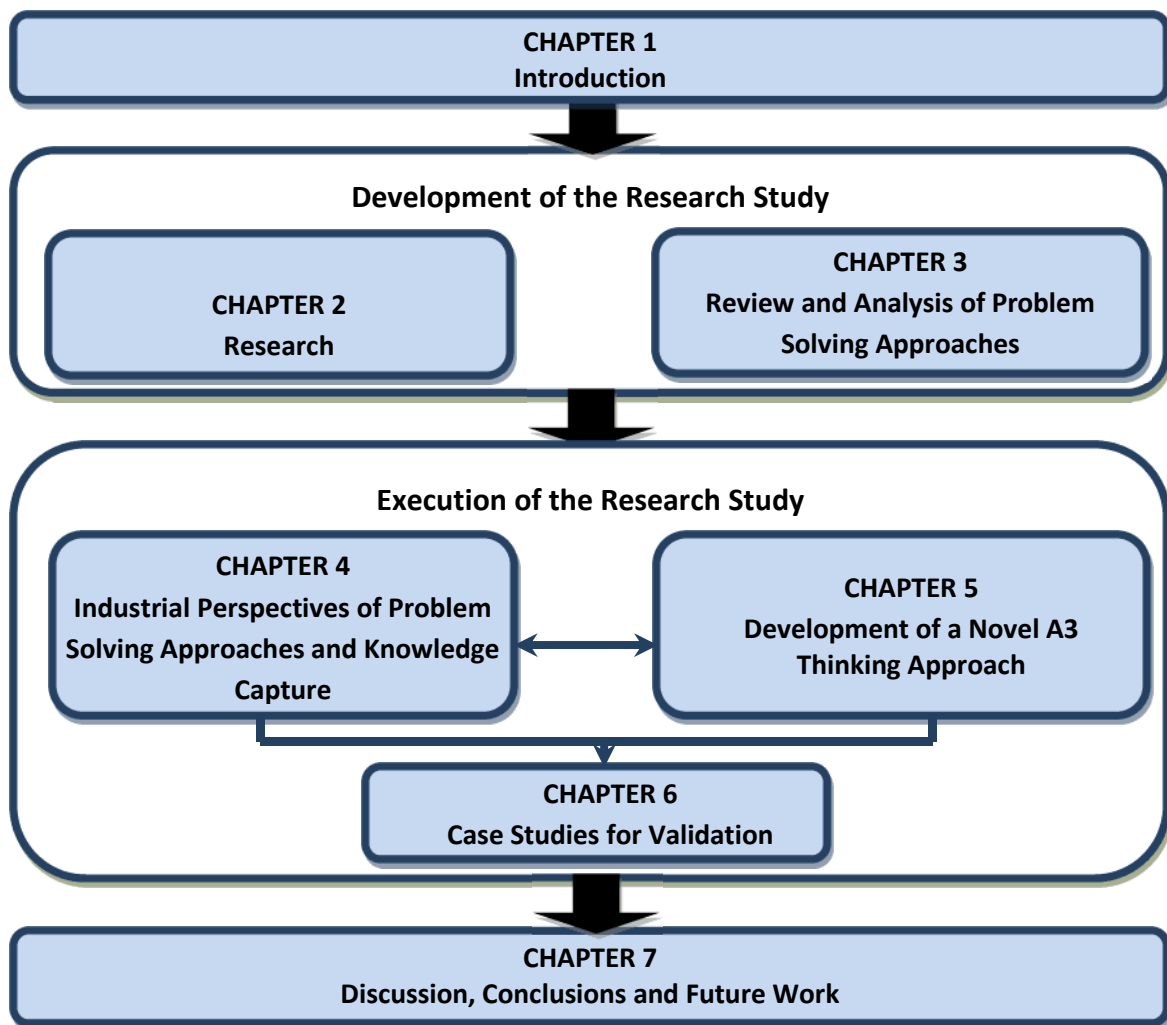 CHAPTER 1
Introduction
Development of the Research Study
CHAPTER 2
Research
CHAPTER 3
Review and Analysis of Problem
Solving Approaches
Execution of the Research Study
CHAPTER 4
Industrial Perspectives of Problem
Solving Approaches and Knowledge
Capture
CHAPTER 5
Development of a Novel A3
Thinking Approach
CHAPTER 6
Case Studies for Validation
CHAPTER 7
Discussion, Conclusions and Future Work